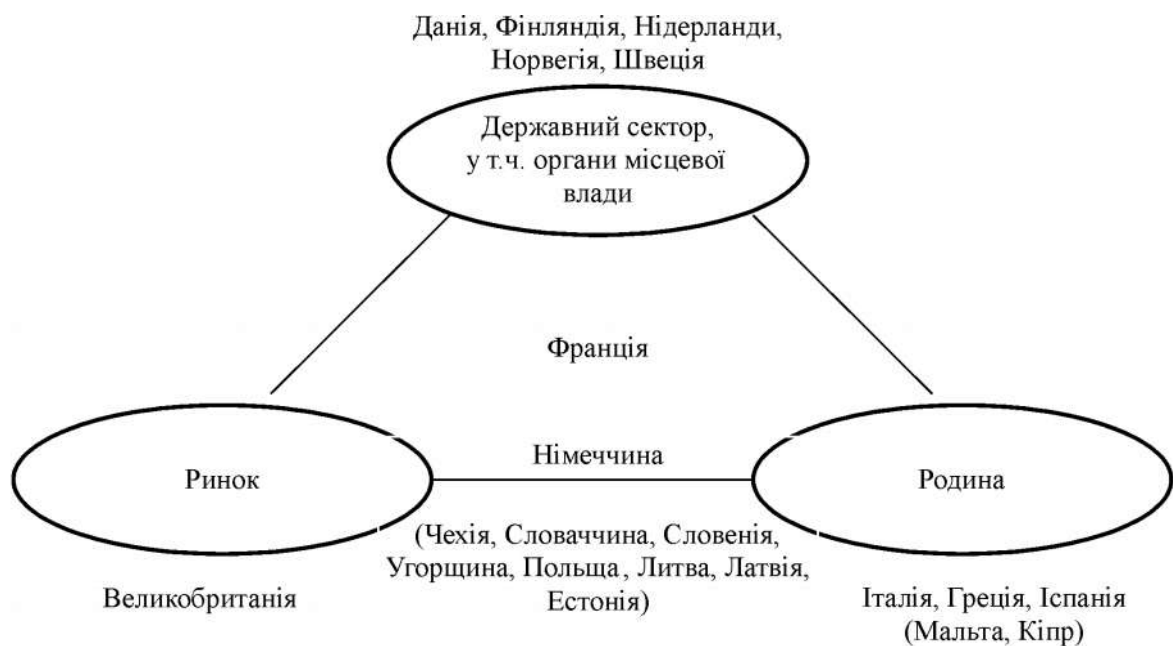 Данія, Фінляндія, Нідерланди,
Норвегія, Швеція
Державний сектор,
у т.ч. органи місцевої
влади
Франція
Німеччина
Ринок
Родина
(Чехія, Словаччина, Словенія,
Угорщина, Польща, Литва, Латвія,
Естонія)
Великобританія
Італія, Греція, Іспанія
(Мальта, Кіпр)